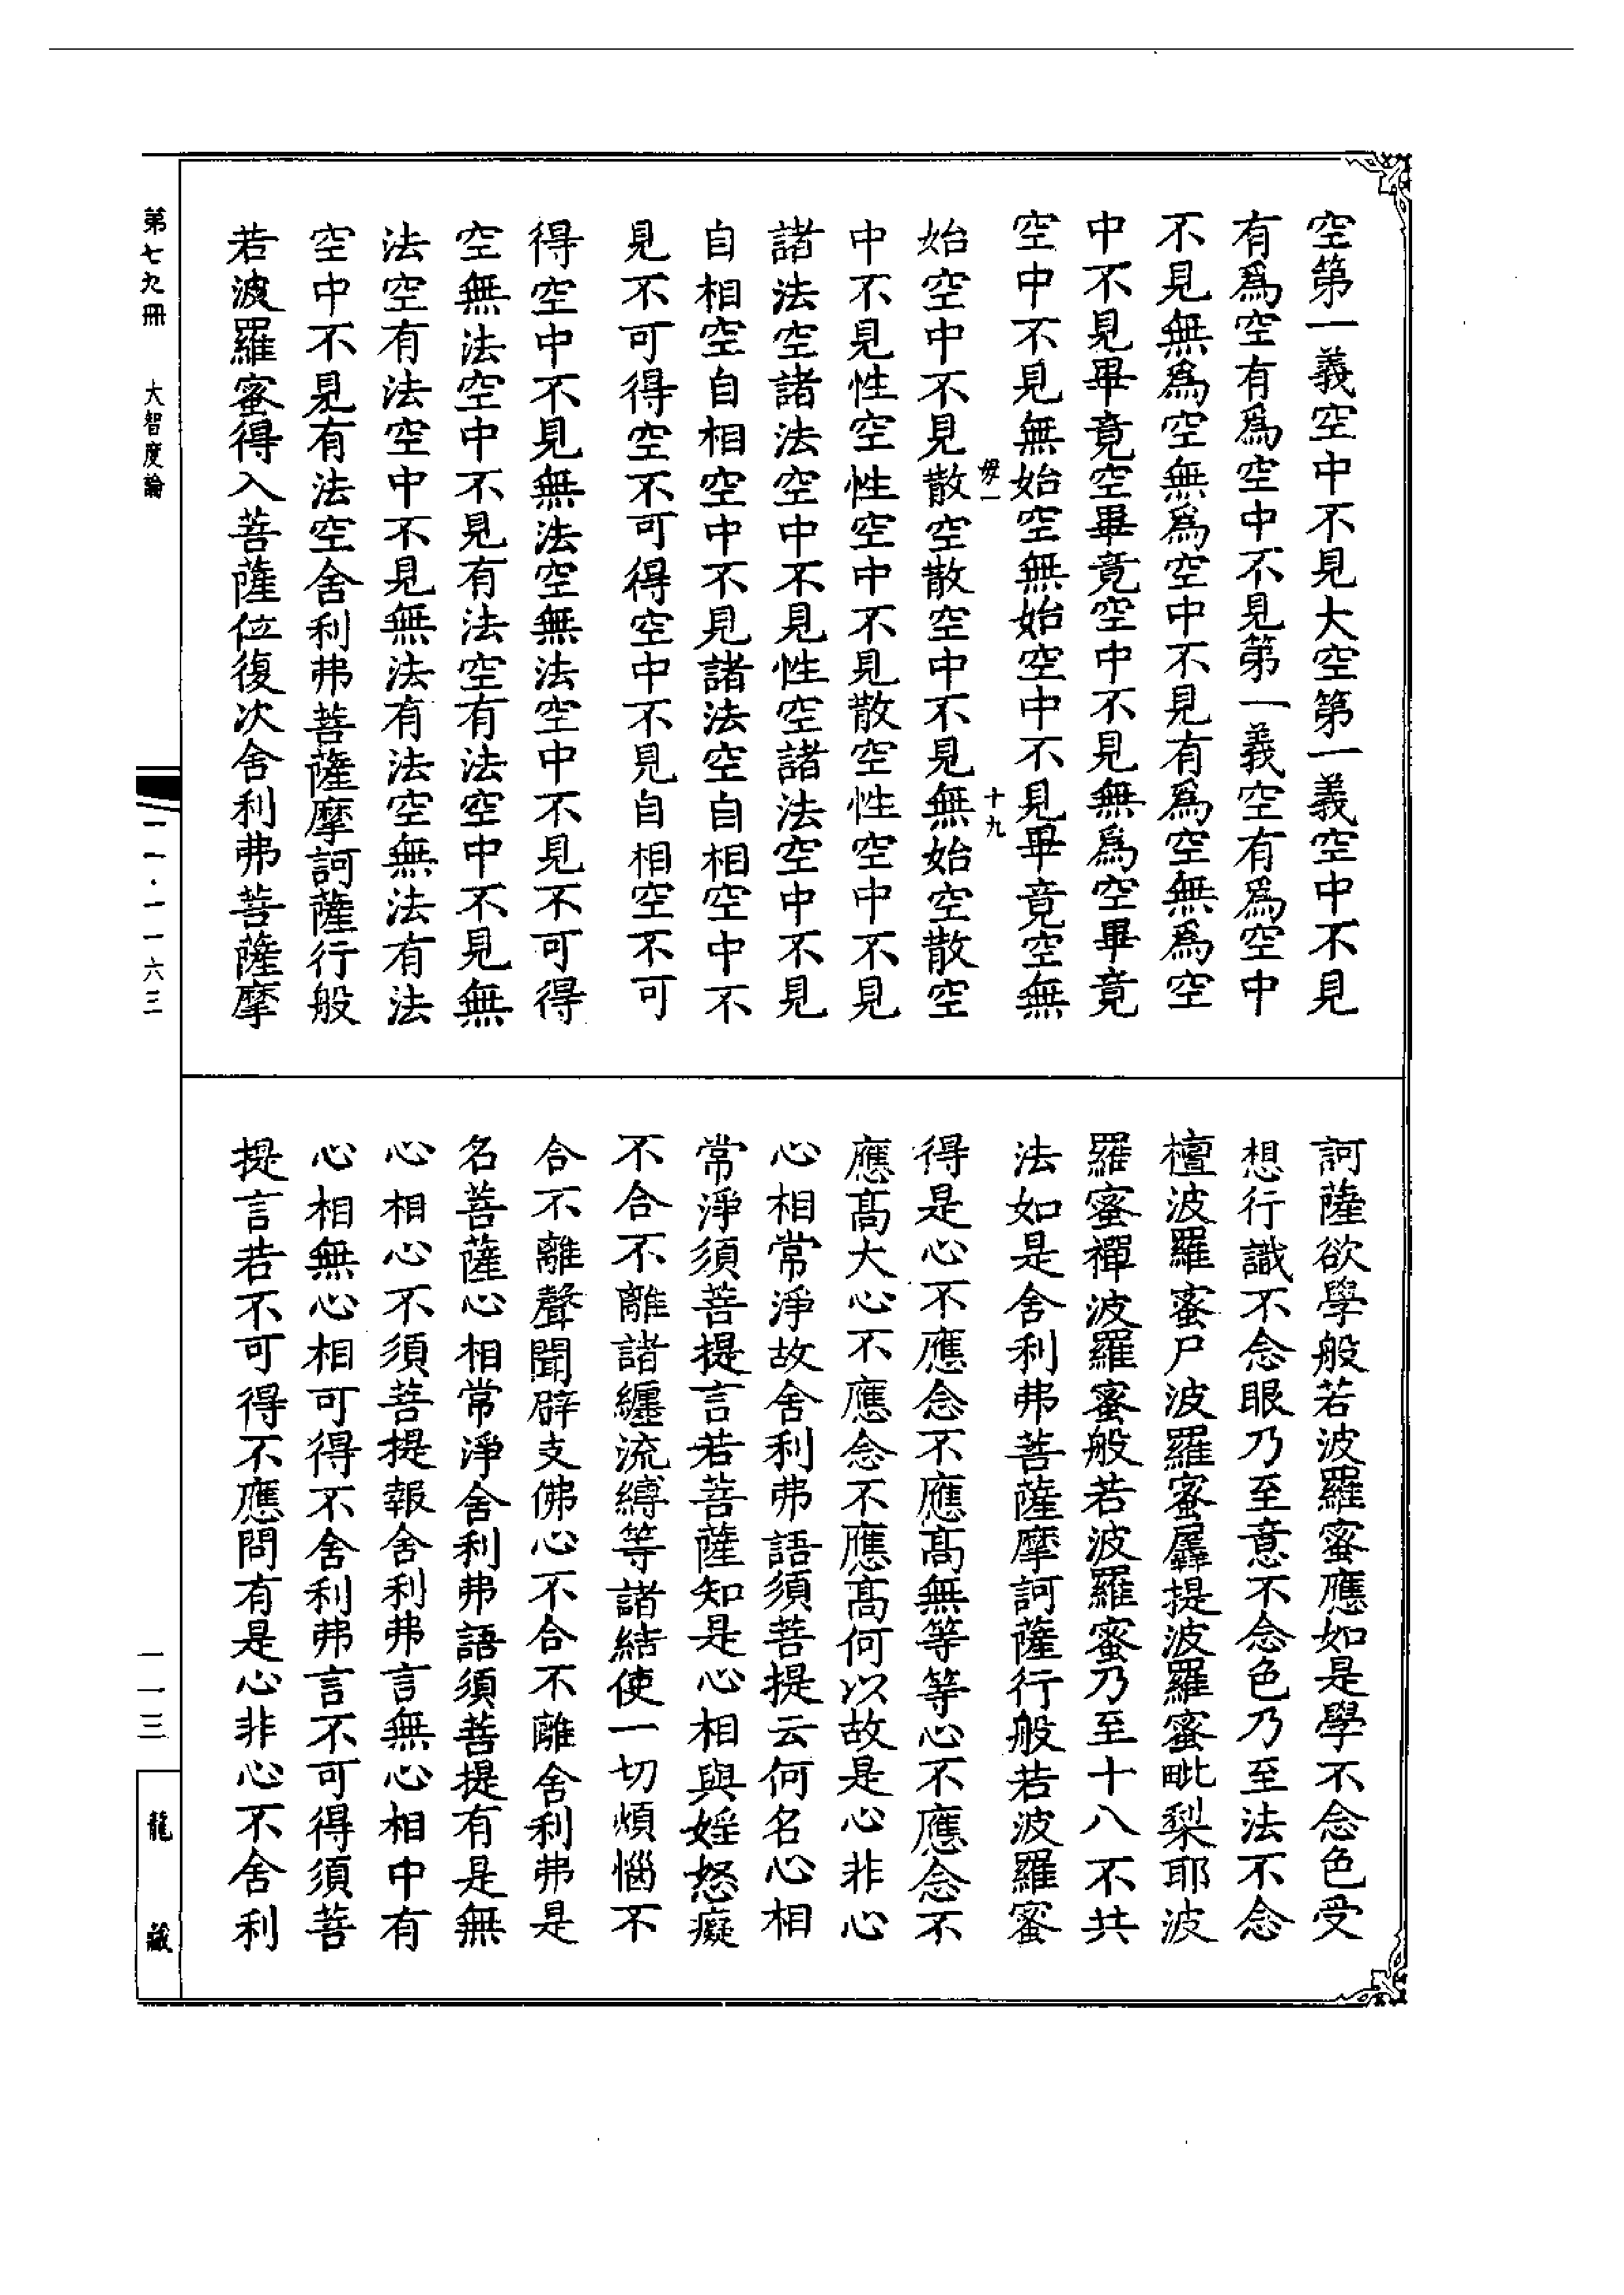 空第一義空中不見大空第一義空中不見
有爲空有爲空中不見第一義空有爲空中
不見無爲空無爲空中不見有爲空無爲空
中不見畢竟空畢竟空中不見無爲空畢竟
空中不見無始空無始空中不見畢竟空無
始空中不見散空散空中不見無始空散空
中不見性空性空中不見散空性空中不見
諸法空諸法空中不見性空諸法空中不見
自相空自相空中不見諸法空自相空中不
見不可得空不可得空中不見自相空不可
得空中不見無法空無法空中不見不可得
空無法空中不見有法空有法空中不見無
法空有法空中不見無法有法空無法有法
空中不見有法空舍利弗菩薩摩訶薩行般
若波羅蜜得入菩薩位復次舍利弗菩薩摩
訶薩欲學般若波羅蜜應如是學不念色受
想行識不念眼乃至意不念色乃至法不念
檀波羅蜜尸波羅蜜羼提波羅蜜毗梨耶波
羅蜜禪波羅蜜般若波羅蜜乃至十八不共
法如是舍利弗菩薩摩訶薩行般若波羅蜜
得是心不應念不應髙無等等心不應念不
應髙大心不應念不應髙何以故是心非心
心相常淨故舍利弗語須菩提云何名心相
常淨須菩提言若菩薩知是心相與婬怒癡
不合不離諸纏流縛等諸結使一切煩惱不
合不離聲聞辟支佛心不合不離舍利弗是
名菩薩心相常淨舍利弗語須菩提有是無
心相心不須菩提報舍利弗言無心相中有
心相無心相可得不舍利弗言不可得須菩
提言若不可得不應問有是心非心不舍利
第七九冊
大智度論
一一·一一六三
一一三
龍藏
十九